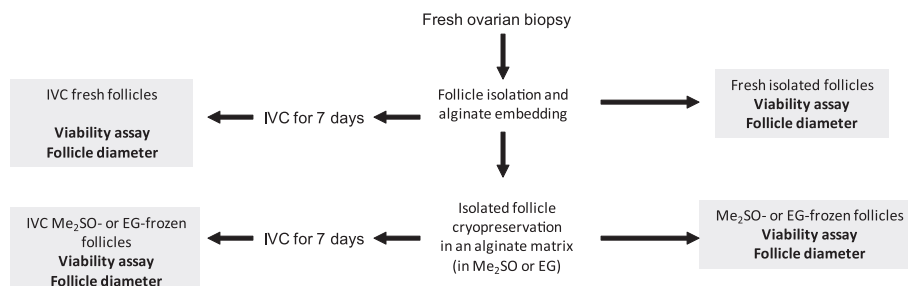 Fresh ovarian biopsy
IVC fresh follicles
Viability assay
Follicle diameter
IVC for 7 days
Follicle isolation and
alginate embedding
Fresh isolated follicles
Viability assay
Follicle diameter
IVC Me₂SO- or EG-frozen
follicles
Viability assay
Follicle diameter
IVC for 7 days
Isolated follicle
cryopreservation
in an alginate matrix
(in Me₂SO or EG)
Me₂SO- or EG-frozen follicles
Viability assay
Follicle diameter